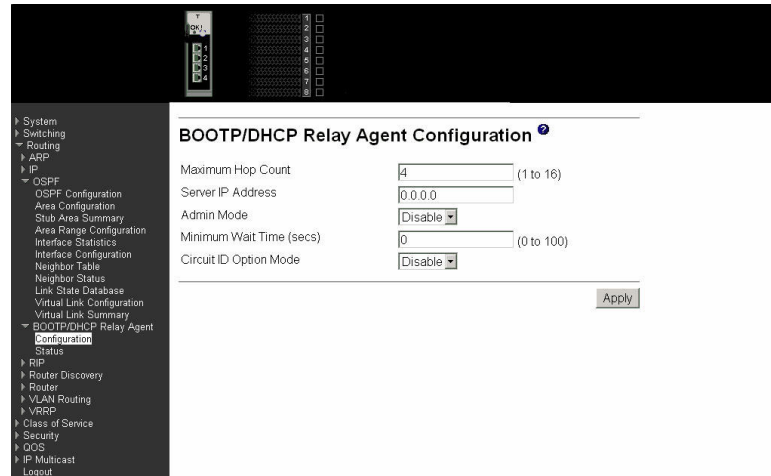 OK!
1
2
3
4
1
2
3
4
5
6
7
8
System
Switching
Routing
ARP
IP
OSPF
OSPF Configuration
Area Configuration
Stub Area Summary
Area Range Configuration
Interface Statistics
Interface Configuration
Neighbor Table
Neighbor Status
Link State Database
Virtual Link Configuration
Virtual Link Summary
BOOTP/DHCP Relay Agent
Configuration
Status
RIP
Router Discovery
Router
VLAN Routing
VRRP
Class of Service
Security
QOS
IP Multicast
Logout
BOOTP/DHCP Relay Agent Configuration ?
Maximum Hop Count 4 (1 to 16)
Server IP Address 0.0.0.0
Admin Mode Disable
Minimum Wait Time (secs) 0 (0 to 100)
Circuit ID Option Mode Disable
Apply